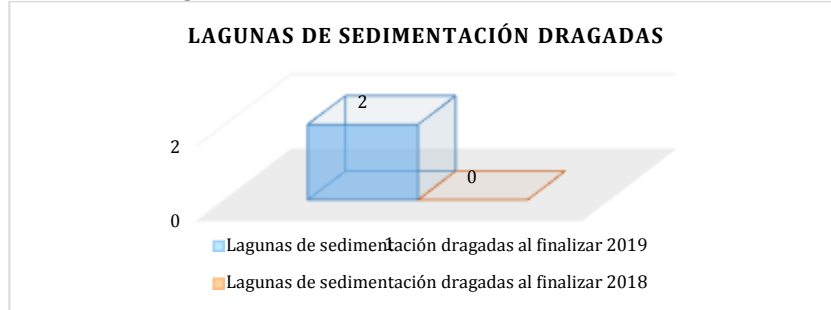 LAGUNAS DE SEDIMENTACIÓN DRAGADAS
2
2
0
0
1
Lagunas de sedimentación dragadas al finalizar 2019
Lagunas de sedimentación dragadas al finalizar 2018